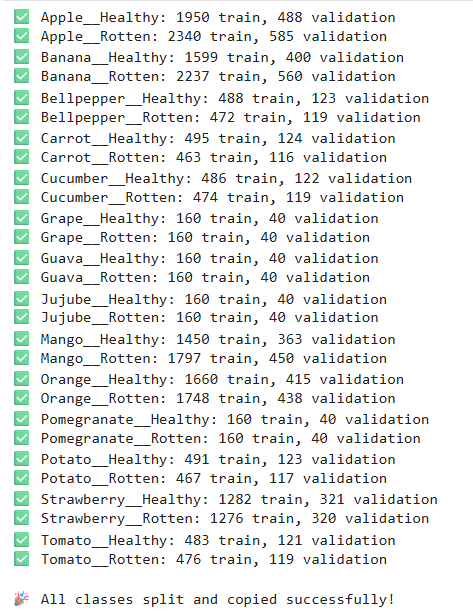 ✅ Apple__Healthy: 1950 train, 488 validation
✅ Apple__Rotten: 2340 train, 585 validation
✅ Banana__Healthy: 1599 train, 400 validation
✅ Banana__Rotten: 2237 train, 560 validation
✅ Bellpepper__Healthy: 488 train, 123 validation
✅ Bellpepper__Rotten: 472 train, 119 validation
✅ Carrot__Healthy: 495 train, 124 validation
✅ Carrot__Rotten: 463 train, 116 validation
✅ Cucumber__Healthy: 486 train, 122 validation
✅ Cucumber__Rotten: 474 train, 119 validation
✅ Grape__Healthy: 160 train, 40 validation
✅ Grape__Rotten: 160 train, 40 validation
✅ Guava__Healthy: 160 train, 40 validation
✅ Guava__Rotten: 160 train, 40 validation
✅ Jujube__Healthy: 160 train, 40 validation
✅ Jujube__Rotten: 160 train, 40 validation
✅ Mango__Healthy: 1450 train, 363 validation
✅ Mango__Rotten: 1797 train, 450 validation
✅ Orange__Healthy: 1660 train, 415 validation
✅ Orange__Rotten: 1748 train, 438 validation
✅ Pomegranate__Healthy: 160 train, 40 validation
✅ Pomegranate__Rotten: 160 train, 40 validation
✅ Potato__Healthy: 491 train, 123 validation
✅ Potato__Rotten: 467 train, 117 validation
✅ Strawberry__Healthy: 1282 train, 321 validation
✅ Strawberry__Rotten: 1276 train, 320 validation
✅ Tomato__Healthy: 483 train, 121 validation
✅ Tomato__Rotten: 476 train, 119 validation
🎉 All classes split and copied successfully!